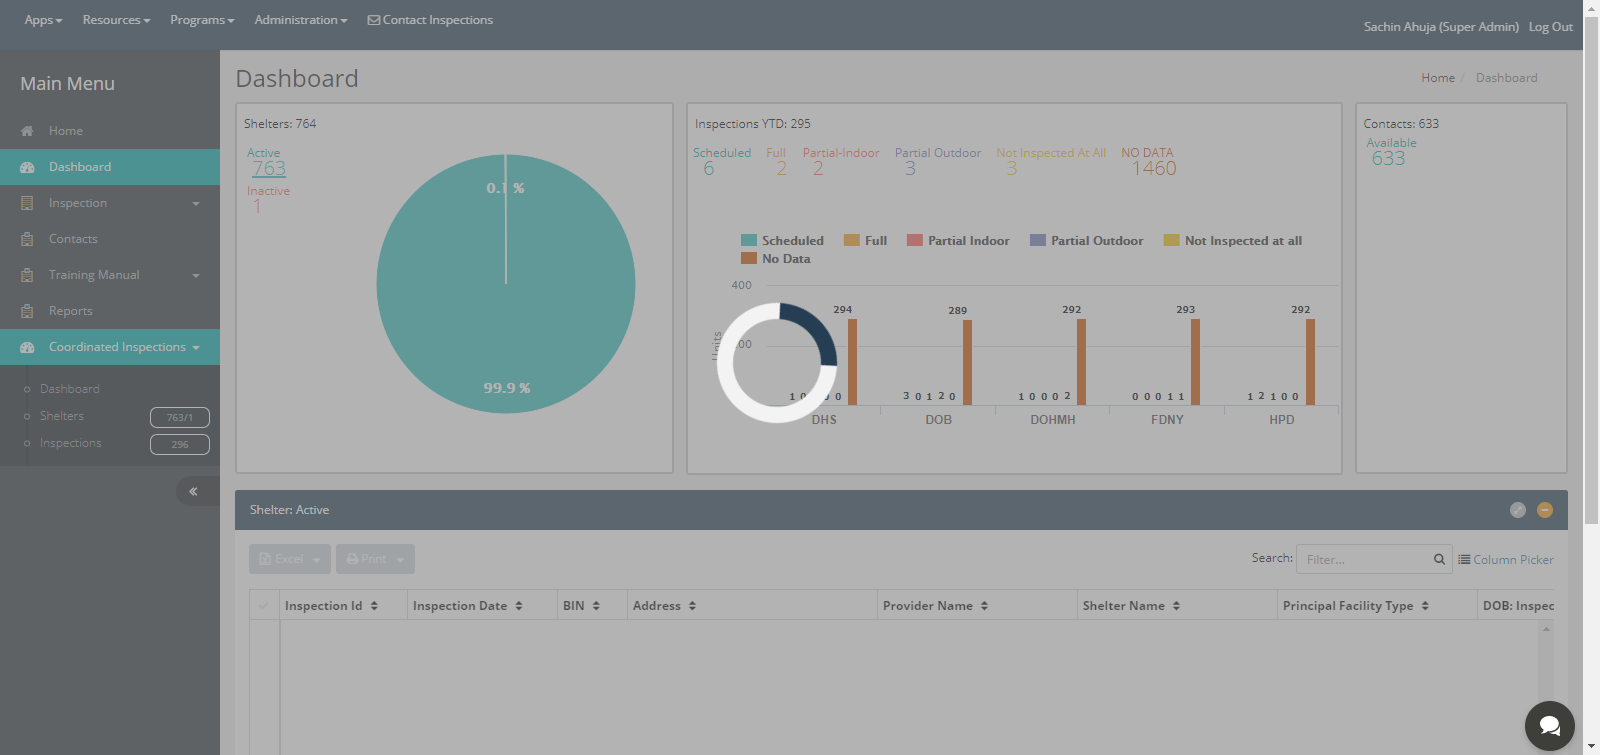 Apps Resources Programs Administration Contact Inspections
Sachin Ahuja (Super Admin) Log Out
Main Menu
Home
Dashboard
Inspection
Contacts
Training Manual
Reports
Coordinated Inspections
Dashboard
Shelters 763/1
Inspections 296
Dashboard
Home / Dashboard
Shelters: 764
Active
763
Inactive
1
0.1 %
99.9 %
Inspections YTD: 295
Scheduled Full Partial-Indoor Partial Outdoor Not Inspected At All NO DATA
6 2 2 3 3 1460
Scheduled Full Partial Indoor Partial Outdoor Not Inspected at all
No Data
400
294 289 292 293 292
Units
1 0 0 3 0 1 2 0 1 0 0 0 2 0 0 0 1 1 1 2 1 0 0
DHS DOB DOHMH FDNY HPD
Contacts: 633
Available
633
Shelter: Active
Excel Print
Search: Filter... Column Picker
Inspection Id Inspection Date BIN Address Provider Name Shelter Name Principal Facility Type DOB: Inspec